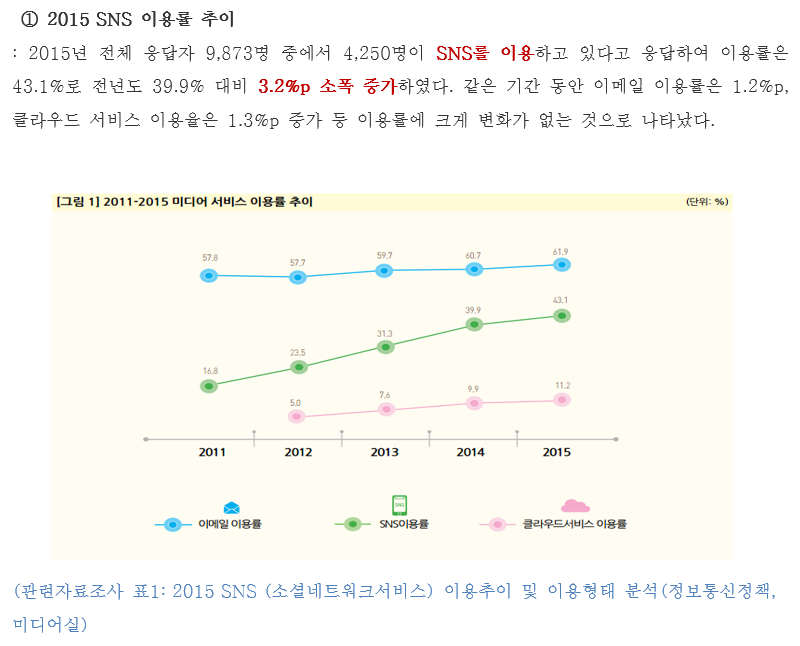 ① 2015 SNS 이용률 추이
: 2015년 전체 응답자 9,873명 중에서 4,250명이 SNS를 이용하고 있다고 응답하여 이용률은
43.1%로 전년도 39.9% 대비 3.2%p 소폭 증가하였다. 같은 기간 동안 이메일 이용률은 1.2%p,
클라우드 서비스 이용율은 1.3%p 증가 등 이용률에 크게 변화가 없는 것으로 나타났다.
[그림 1] 2011-2015 미디어 서비스 이용률 추이 (단위: %)
57.8 57.7 59.7 60.7 61.9
16.8 23.5 31.3 39.9 43.1
5.0 7.6 9.9 11.2
2011 2012 2013 2014 2015
SNS
이메일 이용률 SNS이용률 클라우드서비스 이용률
(관련자료조사 표1: 2015 SNS (소셜네트워크서비스) 이용추이 및 이용형태 분석(정보통신정책,
미디어실)